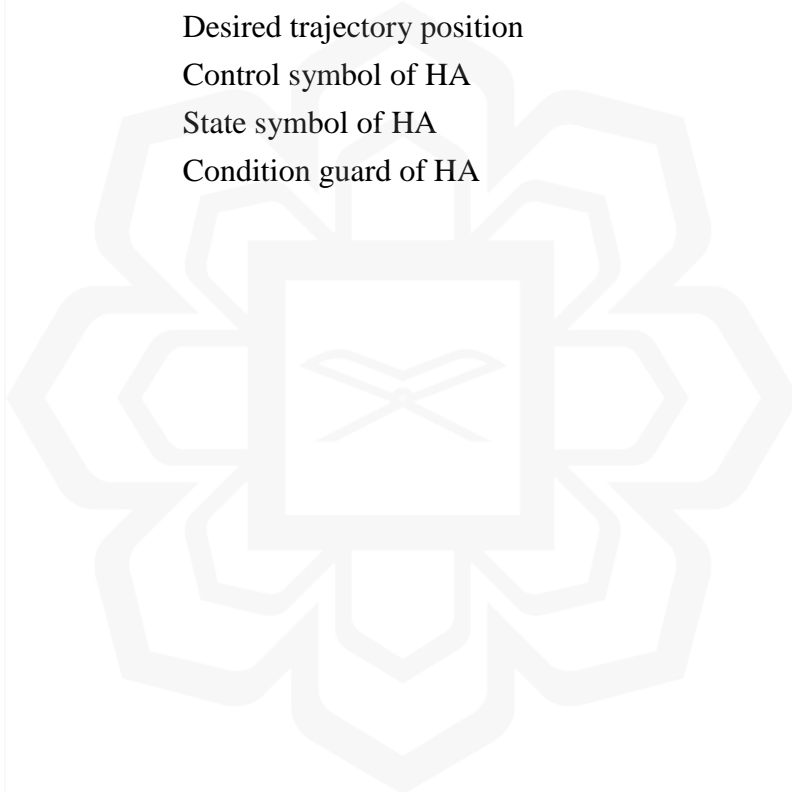 Desired trajectory position
Control symbol of HA
State symbol of HA
Condition guard of HA